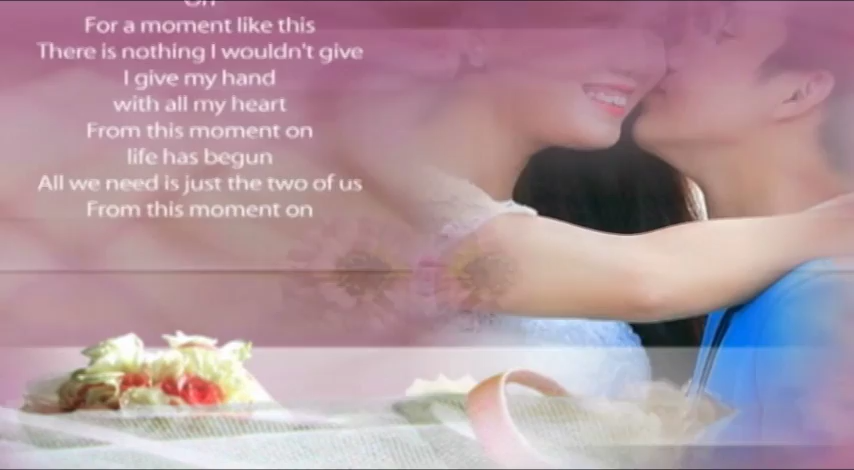 On
For a moment like this
There is nothing I wouldn't give
I give my hand
with all my heart
From this moment on
life has begun
All we need is just the two of us
From this moment on